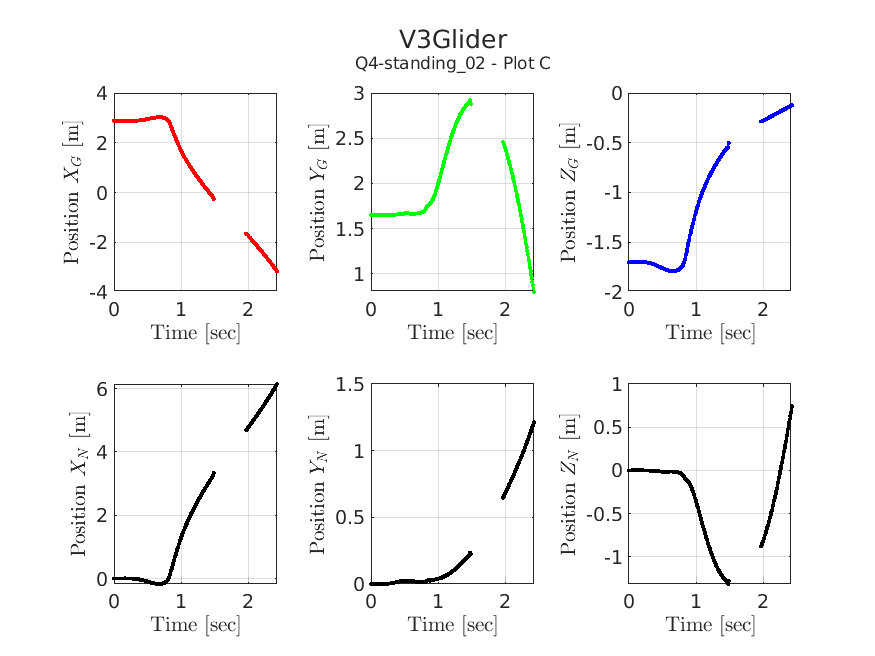 V3Glider
Q4-standing_02 - Plot C
Position X_G [m]
4
2
0
-2
-4
0 1 2
Time [sec]
Position Y_G [m]
3
2.5
2
1.5
1
0 1 2
Time [sec]
Position Z_G [m]
0
-0.5
-1
-1.5
-2
0 1 2
Time [sec]
Position X_N [m]
6
4
2
0
0 1 2
Time [sec]
Position Y_N [m]
1.5
1
0.5
0
0 1 2
Time [sec]
Position Z_N [m]
1
0.5
0
-0.5
-1
0 1 2
Time [sec]